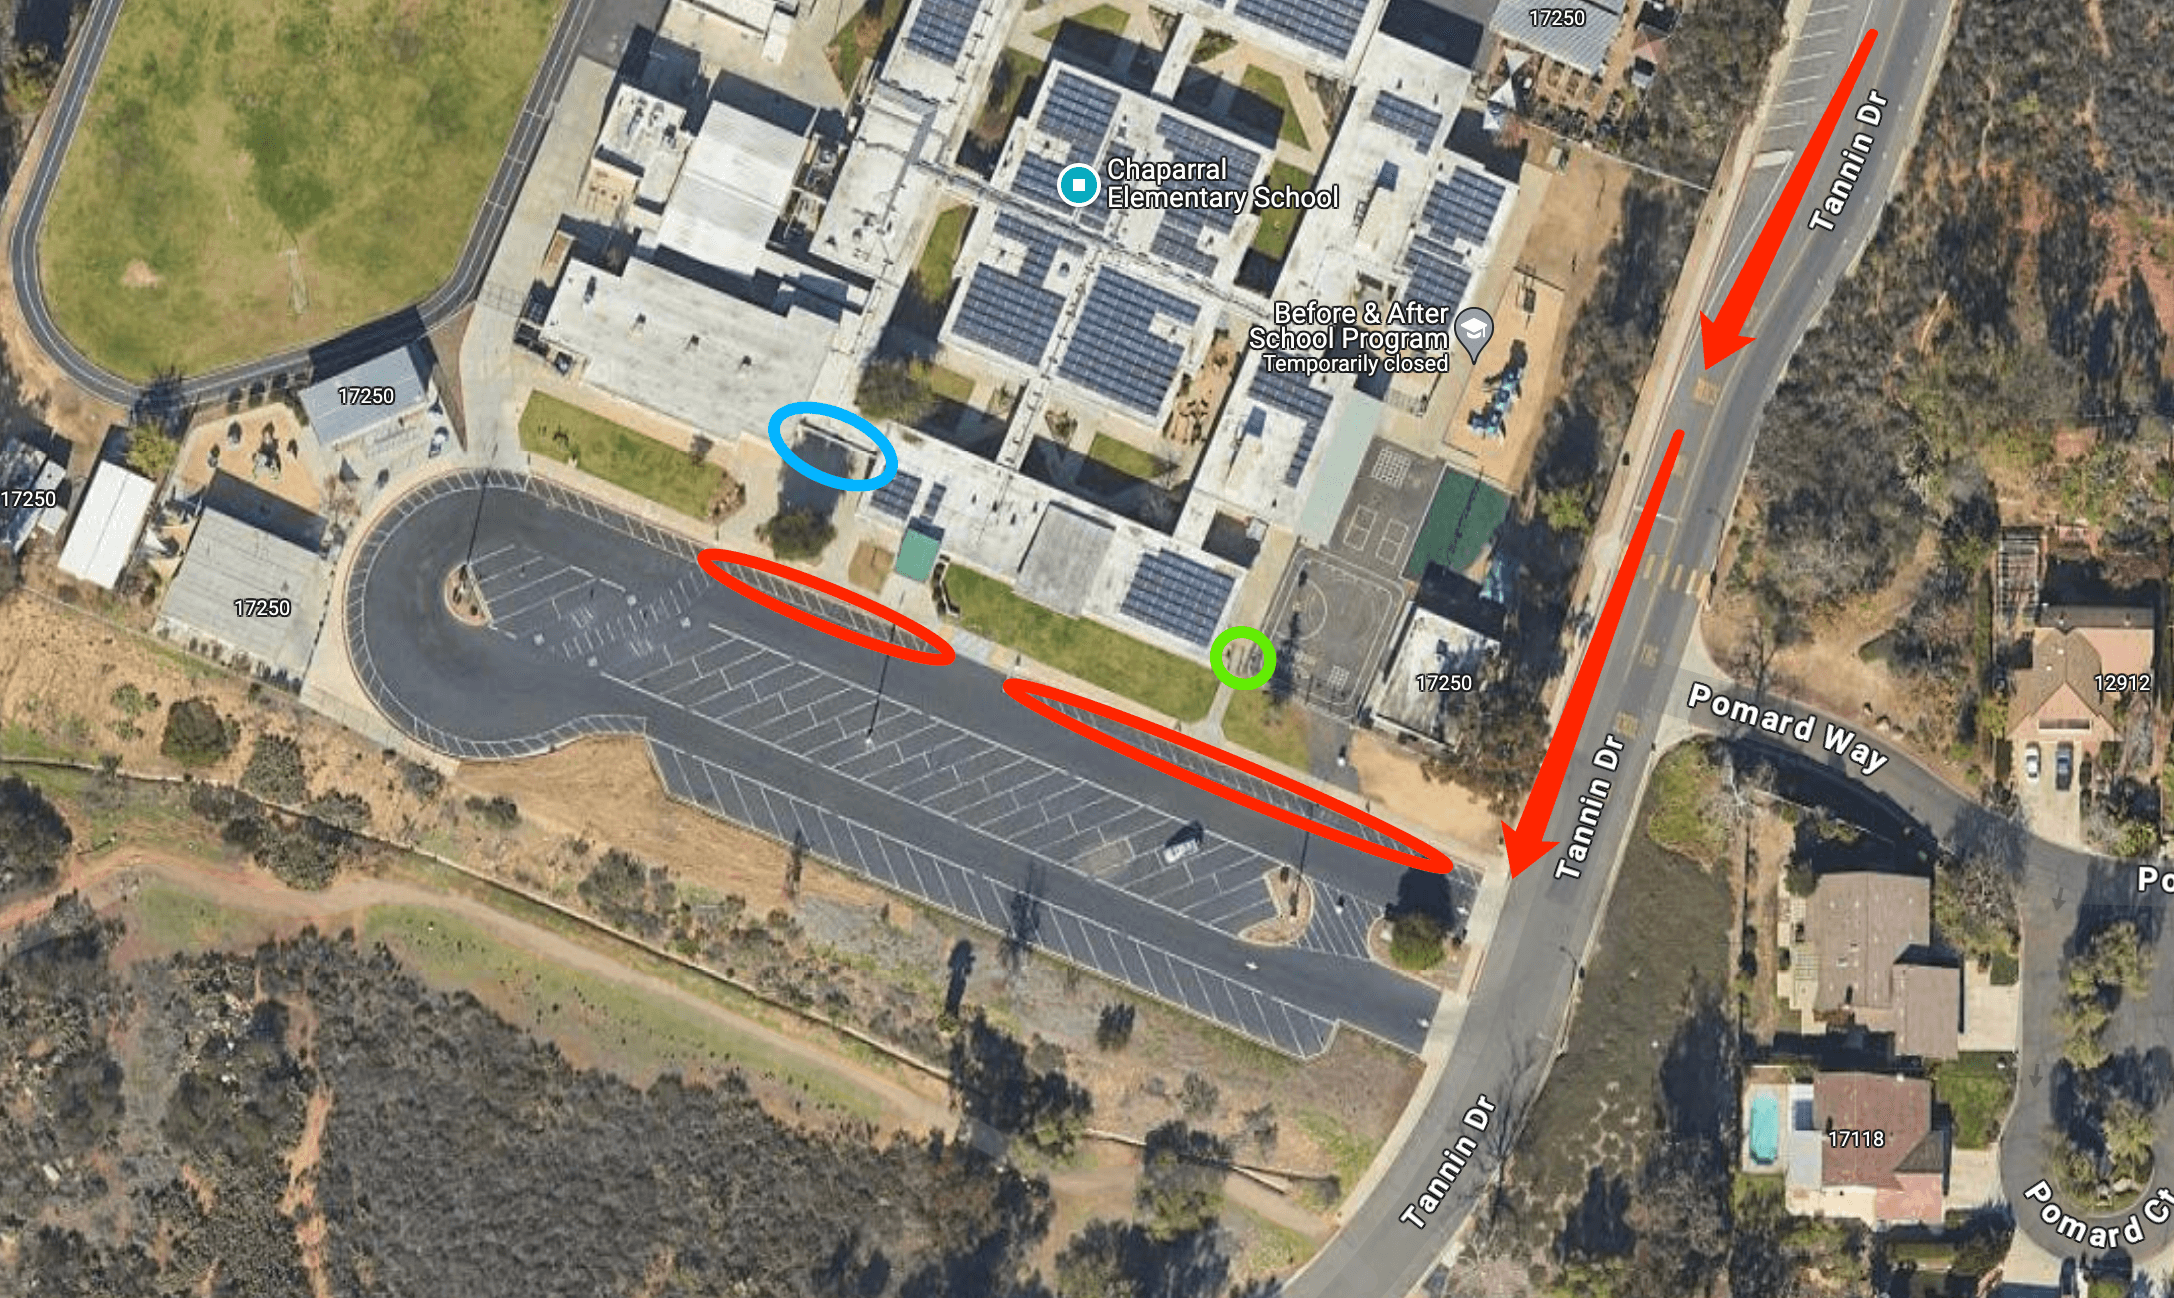 17250
Tannin Dr
Chaparral
Elementary School
Before & After
School Program
Temporarily closed
17250
17250
17250
17250
12912
Pomard Way
Tannin Dr
Po
17118
Tannin Dr
Pomard Ct